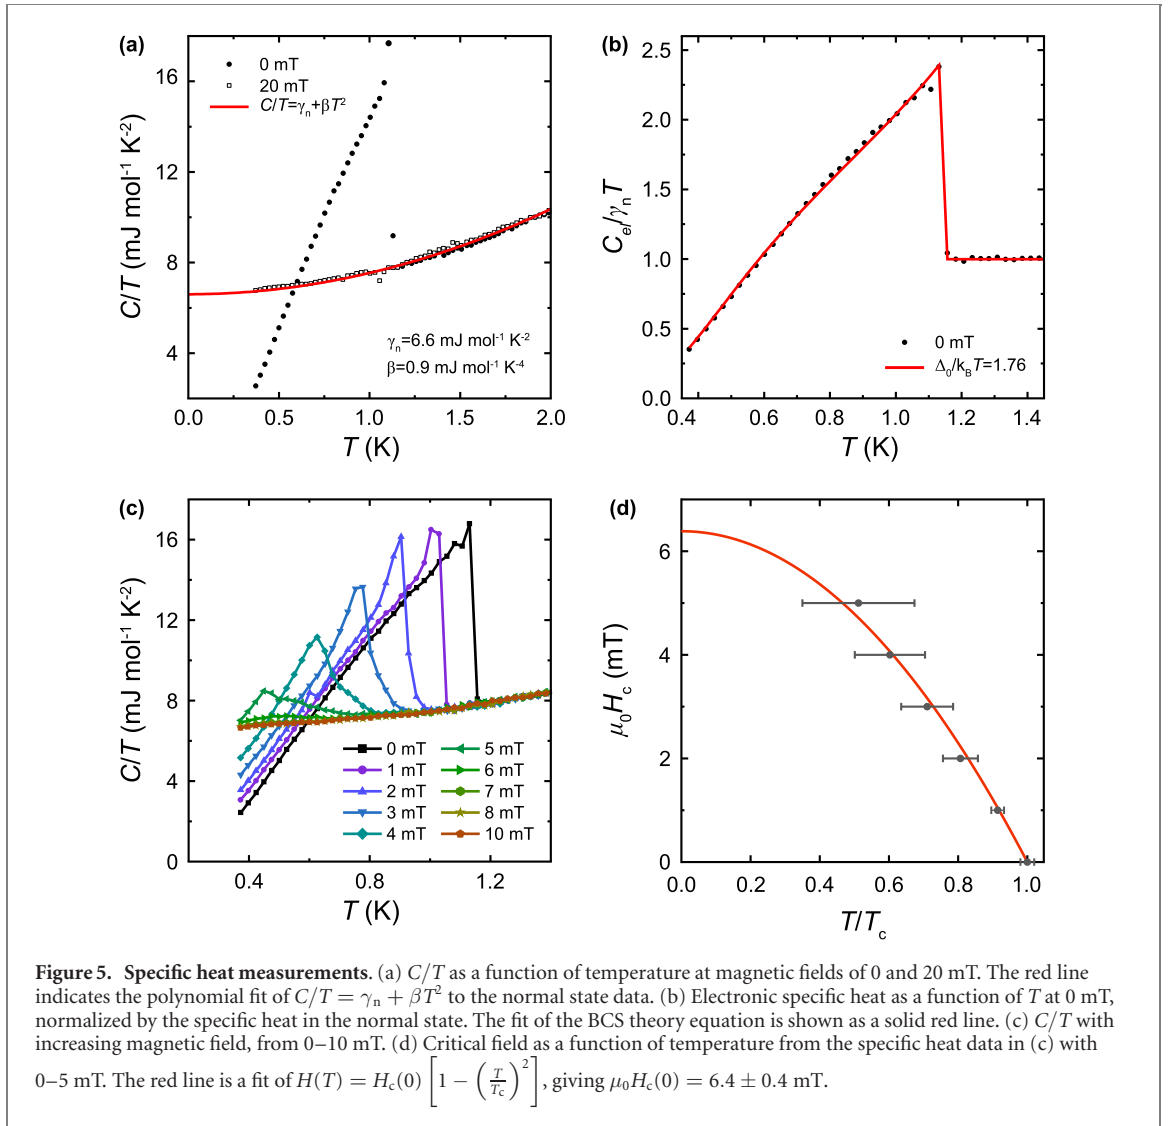 (a)
0 mT
20 mT
C/T=γn+βT²
C/T (mJ mol⁻¹ K⁻²)
16
12
8
4
γn=6.6 mJ mol⁻¹ K⁻²
β=0.9 mJ mol⁻¹ K⁻⁴
0.0 0.5 1.0 1.5 2.0
T (K)
(b)
Cel/γnT
2.5
2.0
1.5
1.0
0.5
0.0
0 mT
Δ0/kBT=1.76
0.4 0.6 0.8 1.0 1.2 1.4
T (K)
(c)
C/T (mJ mol⁻¹ K⁻²)
16
12
8
4
0
0 mT 5 mT
1 mT 6 mT
2 mT 7 mT
3 mT 8 mT
4 mT 10 mT
0.4 0.8 1.2
T (K)
(d)
μ0Hc (mT)
6
4
2
0
0.0 0.2 0.4 0.6 0.8 1.0
T/Tc
Figure 5. Specific heat measurements. (a) C/T as a function of temperature at magnetic fields of 0 and 20 mT. The red line
indicates the polynomial fit of C/T = γn + βT² to the normal state data. (b) Electronic specific heat as a function of T at 0 mT,
normalized by the specific heat in the normal state. The fit of the BCS theory equation is shown as a solid red line. (c) C/T with
increasing magnetic field, from 0–10 mT. (d) Critical field as a function of temperature from the specific heat data in (c) with
0–5 mT. The red line is a fit of H(T) = Hc(0) [1 − (T/Tc)²], giving μ0Hc(0) = 6.4 ± 0.4 mT.